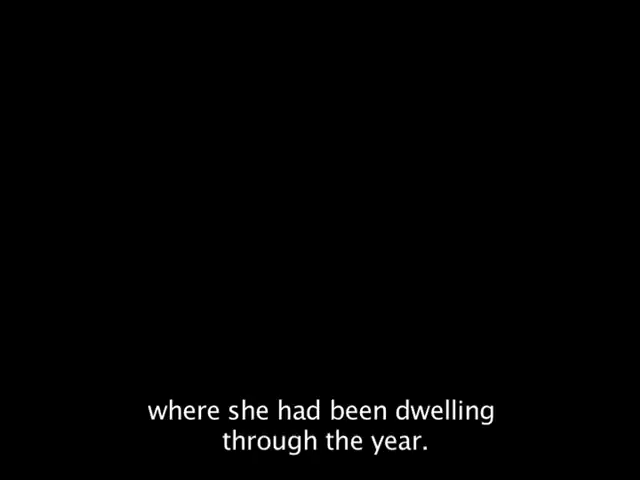 where she had been dwelling
through the year.